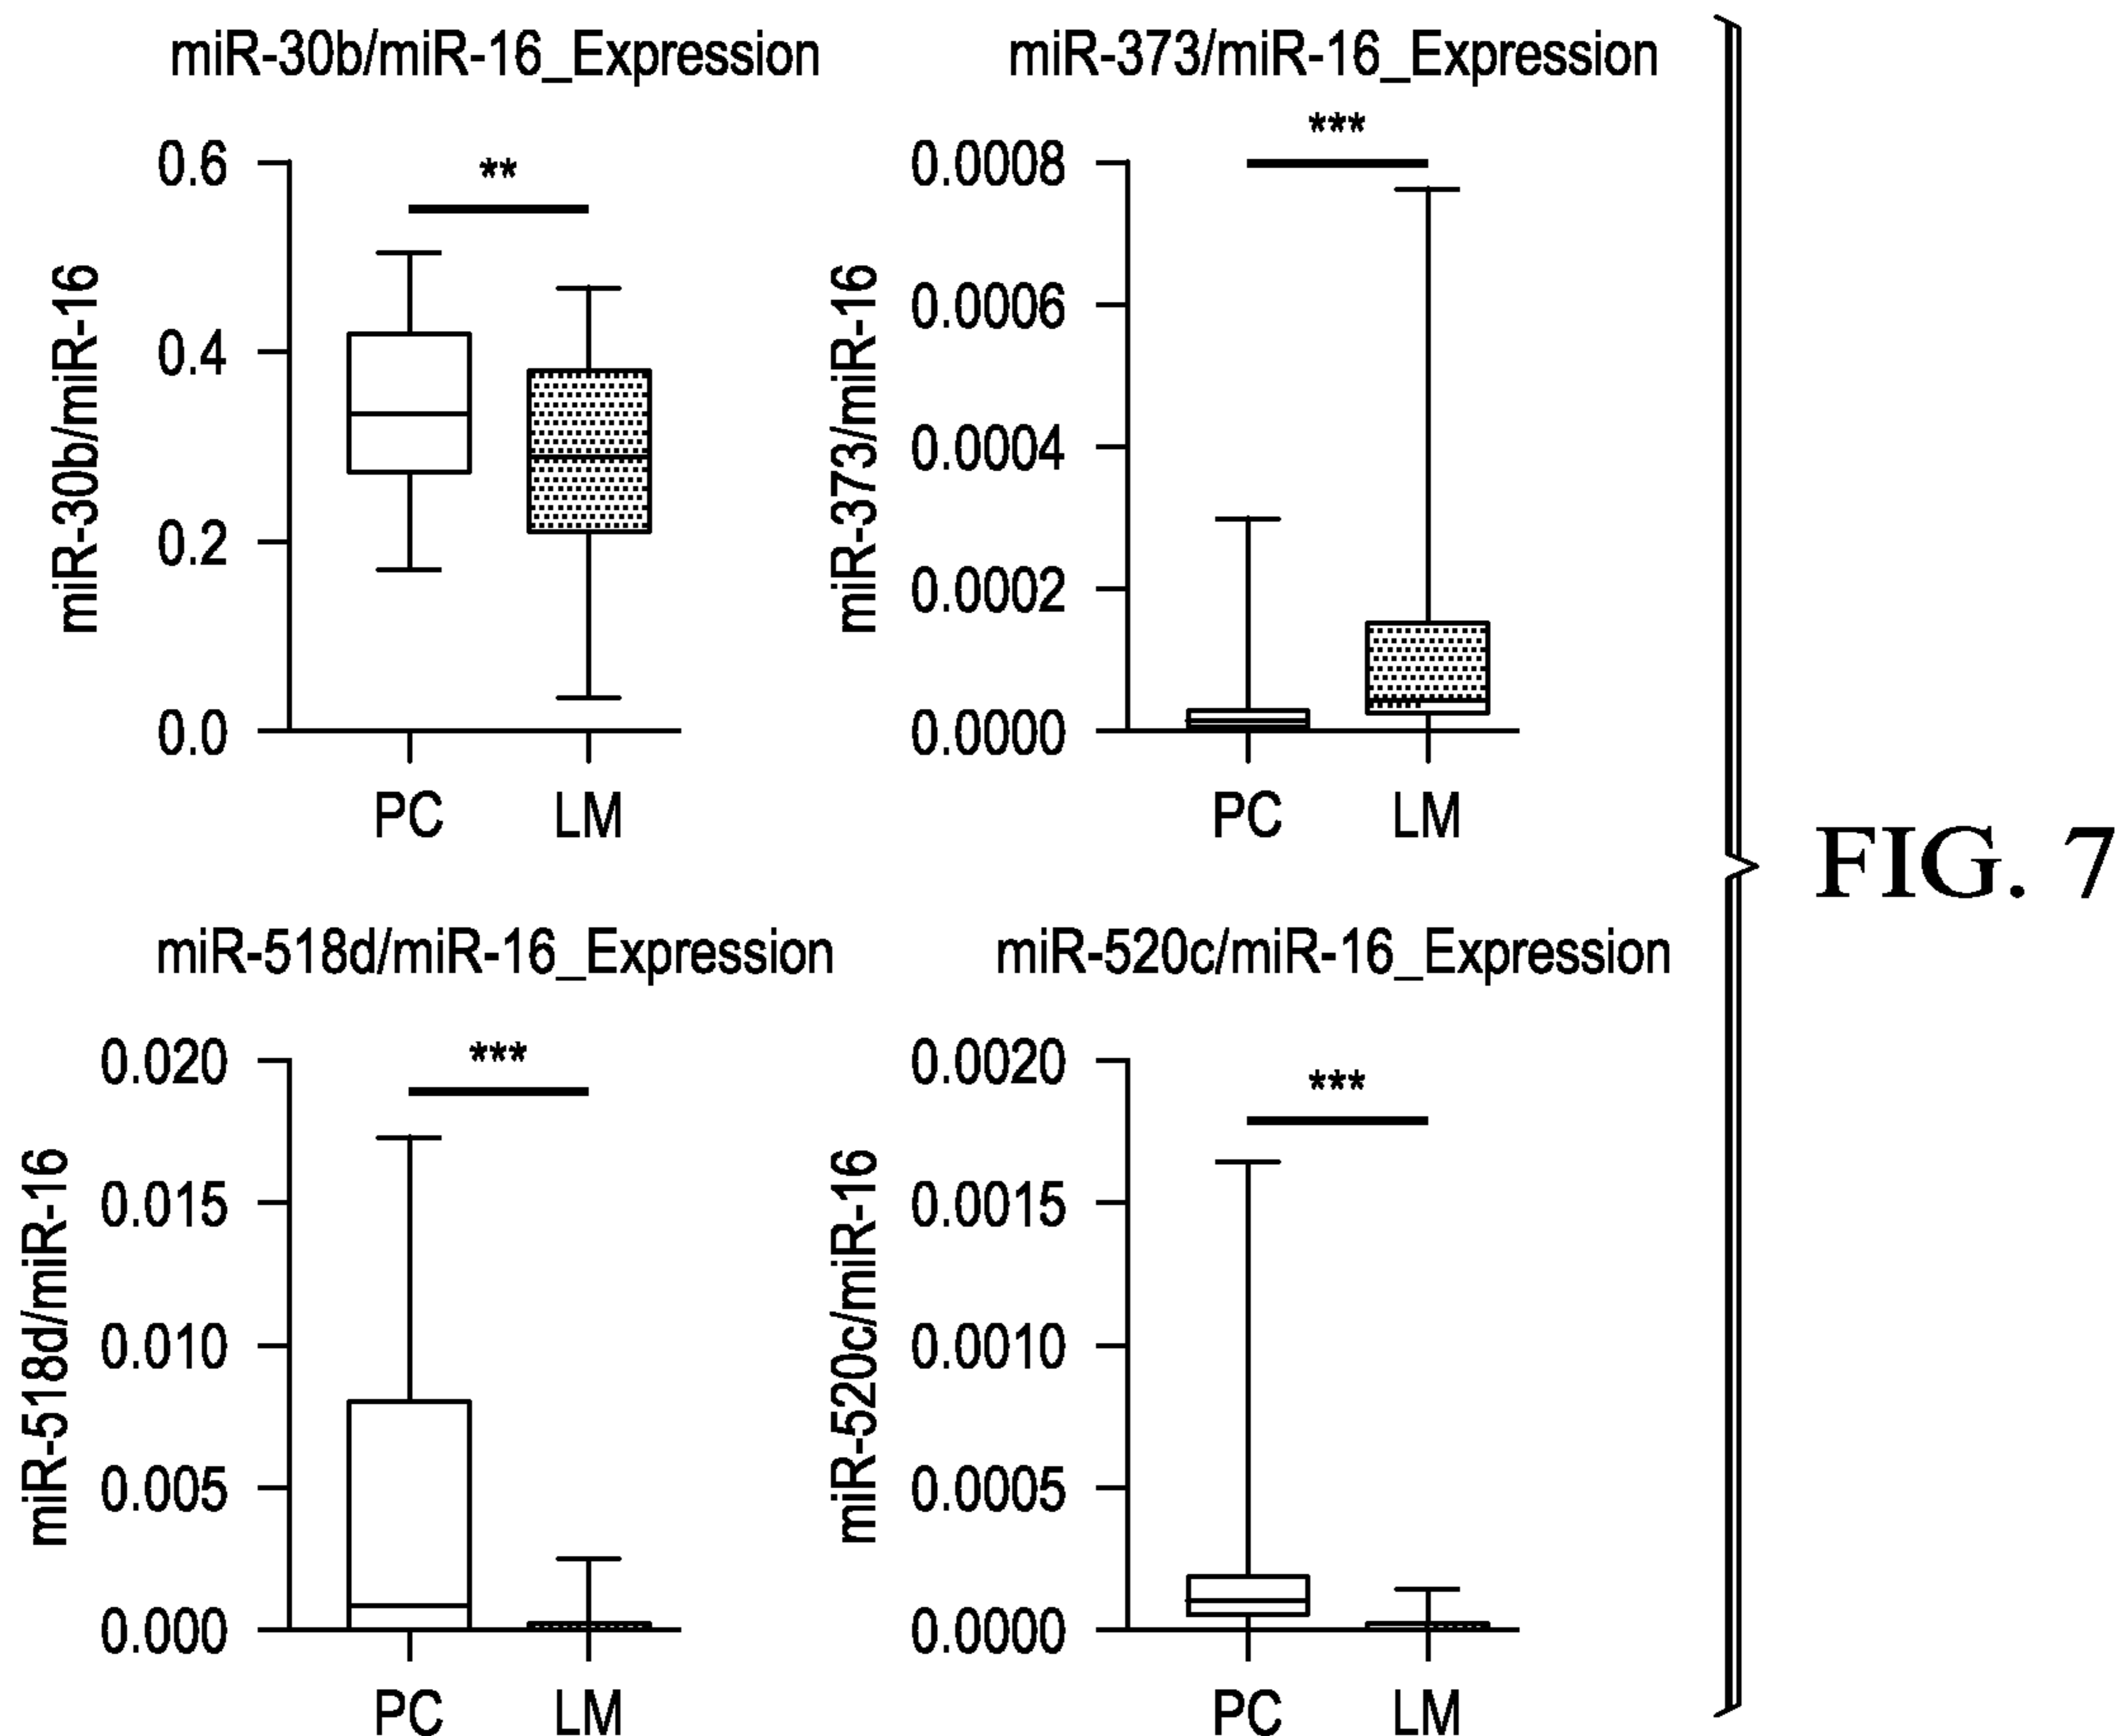 miR-30b/miR-16_Expression
**
miR-30b/miR-16
0.6
0.4
0.2
0.0
PC LM
miR-373/miR-16_Expression
***
miR-373/miR-16
0.0008
0.0006
0.0004
0.0002
0.0000
PC LM
miR-518d/miR-16_Expression
***
miR-518d/miR-16
0.020
0.015
0.010
0.005
0.000
PC LM
miR-520c/miR-16_Expression
***
miR-520c/miR-16
0.0020
0.0015
0.0010
0.0005
0.0000
PC LM
FIG. 7